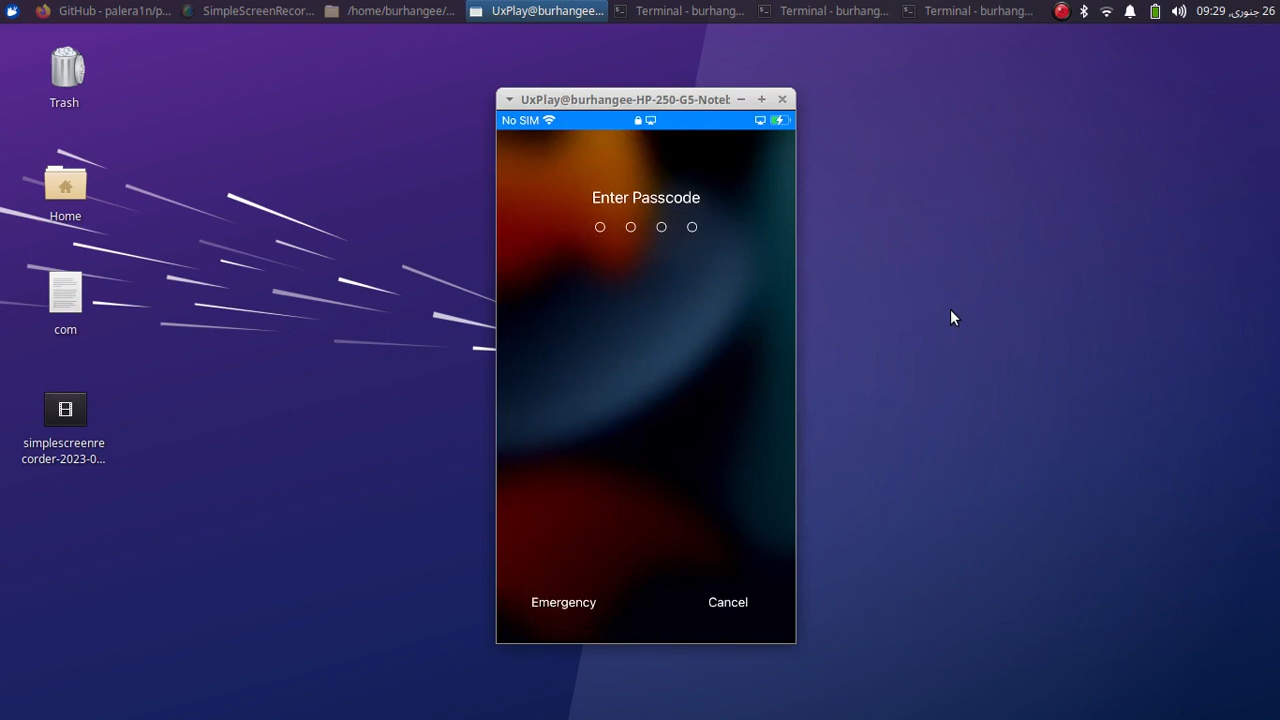 GitHub - palera1n/p...
SimpleScreenRecor...
/home/burhangee/...
UxPlay@burhangee...
Terminal - burhang...
Terminal - burhang...
Terminal - burhang...
26 جنوری, 09:29
Trash
Home
com
simplescreenre
corder-2023-0...
UxPlay@burhangee-HP-250-G5-Noteb
No SIM
Enter Passcode
Emergency
Cancel